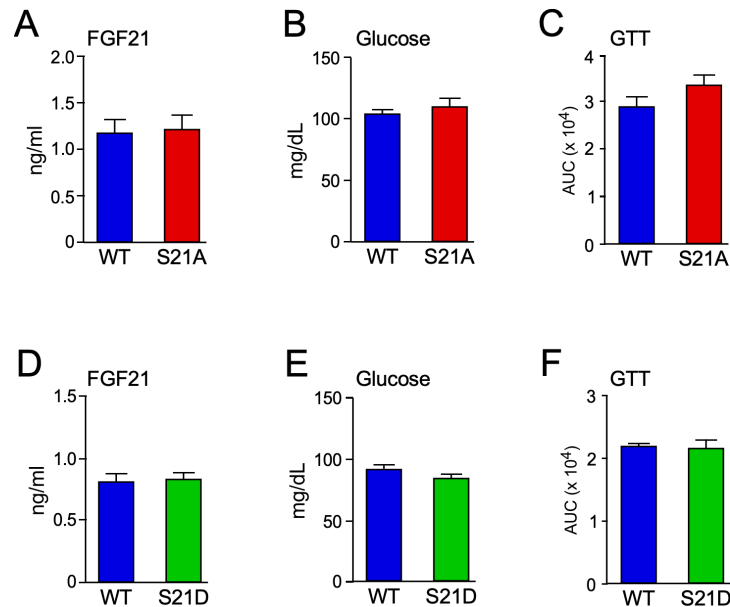 A
FGF21
2.0
1.5
1.0
0.5
0
ng/ml
WT S21A
B
Glucose
150
100
50
0
mg/dL
WT S21A
C
GTT
4
3
2
1
0
AUC (x 10⁴)
WT S21A
D
FGF21
1.5
1.0
0.5
0
ng/ml
WT S21D
E
Glucose
150
100
50
0
mg/dL
WT S21D
F
GTT
3
2
1
0
AUC (x 10⁴)
WT S21D